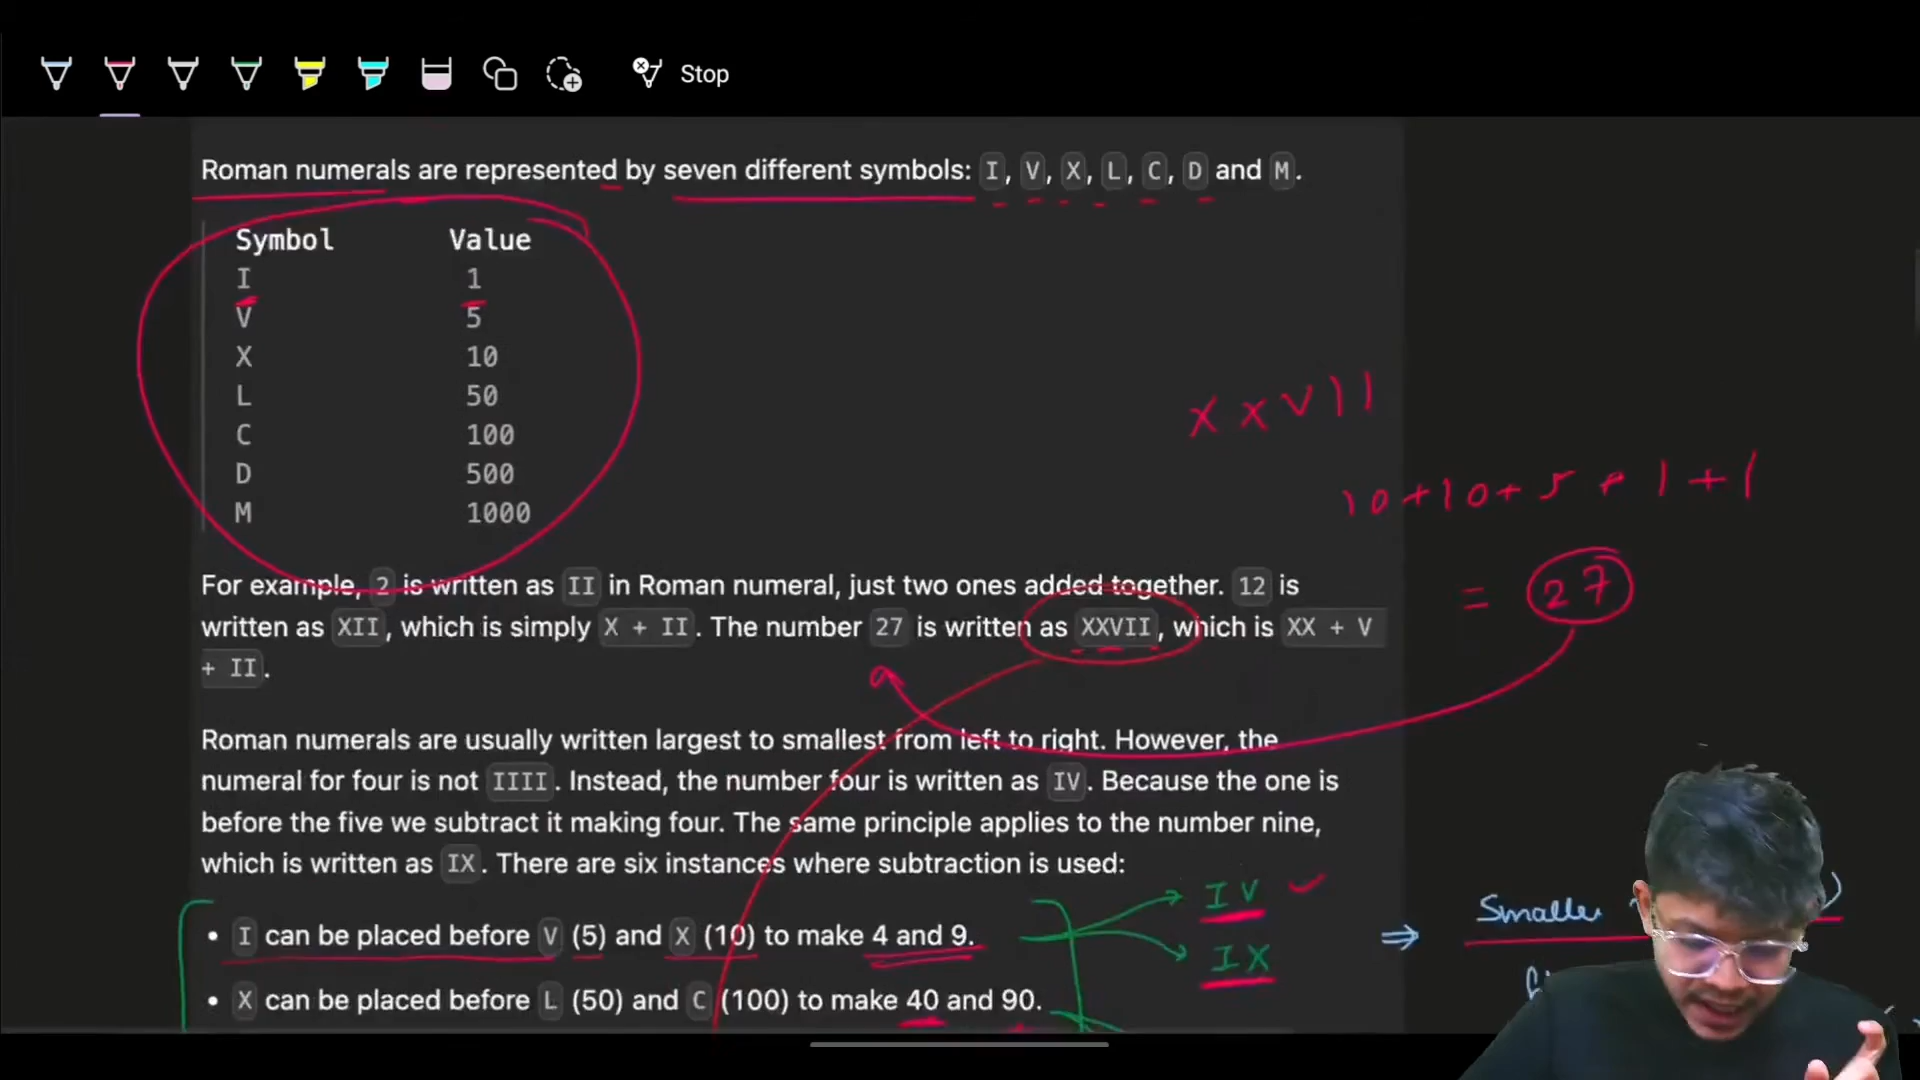 Stop
Roman numerals are represented by seven different symbols: I, V, X, L, C, D and M.
Symbol Value
I 1
V 5
X 10
L 50
C 100
D 500
M 1000
XXVII
10+10+5+1+1
= 27
For example, 2 is written as II in Roman numeral, just two ones added together. 12 is
written as XII, which is simply X + II. The number 27 is written as XXVII, which is XX + V
+ II.
Roman numerals are usually written largest to smallest from left to right. However, the
numeral for four is not IIII. Instead, the number four is written as IV. Because the one is
before the five we subtract it making four. The same principle applies to the number nine,
which is written as IX. There are six instances where subtraction is used:
• I can be placed before V (5) and X (10) to make 4 and 9.
IV
IX
⇒ Smaller
• X can be placed before L (50) and C (100) to make 40 and 90.